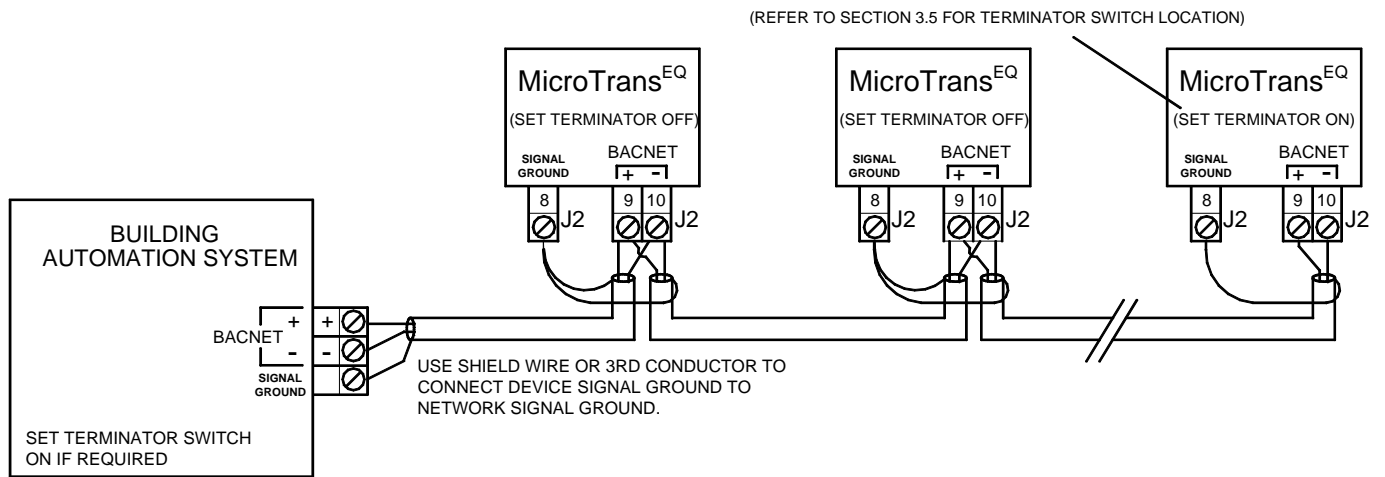 (REFER TO SECTION 3.5 FOR TERMINATOR SWITCH LOCATION)
MicroTransEQ
(SET TERMINATOR OFF)
SIGNAL
GROUND
BACNET
+ -
8
9 10
J2
J2
MicroTransEQ
(SET TERMINATOR OFF)
SIGNAL
GROUND
BACNET
+ -
8
9 10
J2
J2
MicroTransEQ
(SET TERMINATOR ON)
SIGNAL
GROUND
BACNET
+ -
8
9 10
J2
J2
BUILDING
AUTOMATION SYSTEM
BACNET
+ +
- -
SIGNAL
GROUND
SET TERMINATOR SWITCH
ON IF REQUIRED
USE SHIELD WIRE OR 3RD CONDUCTOR TO
CONNECT DEVICE SIGNAL GROUND TO
NETWORK SIGNAL GROUND.